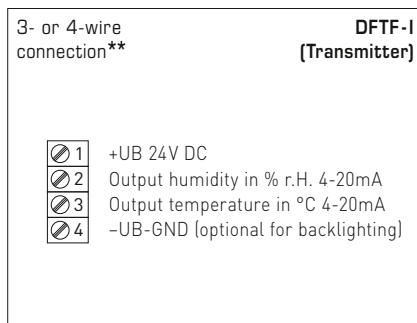 3- or 4-wire
connection**
DFTF-I
(Transmitter)
1 +UB 24V DC
2 Output humidity in % r.H. 4-20mA
3 Output temperature in °C 4-20mA
4 –UB-GND (optional for backlighting)